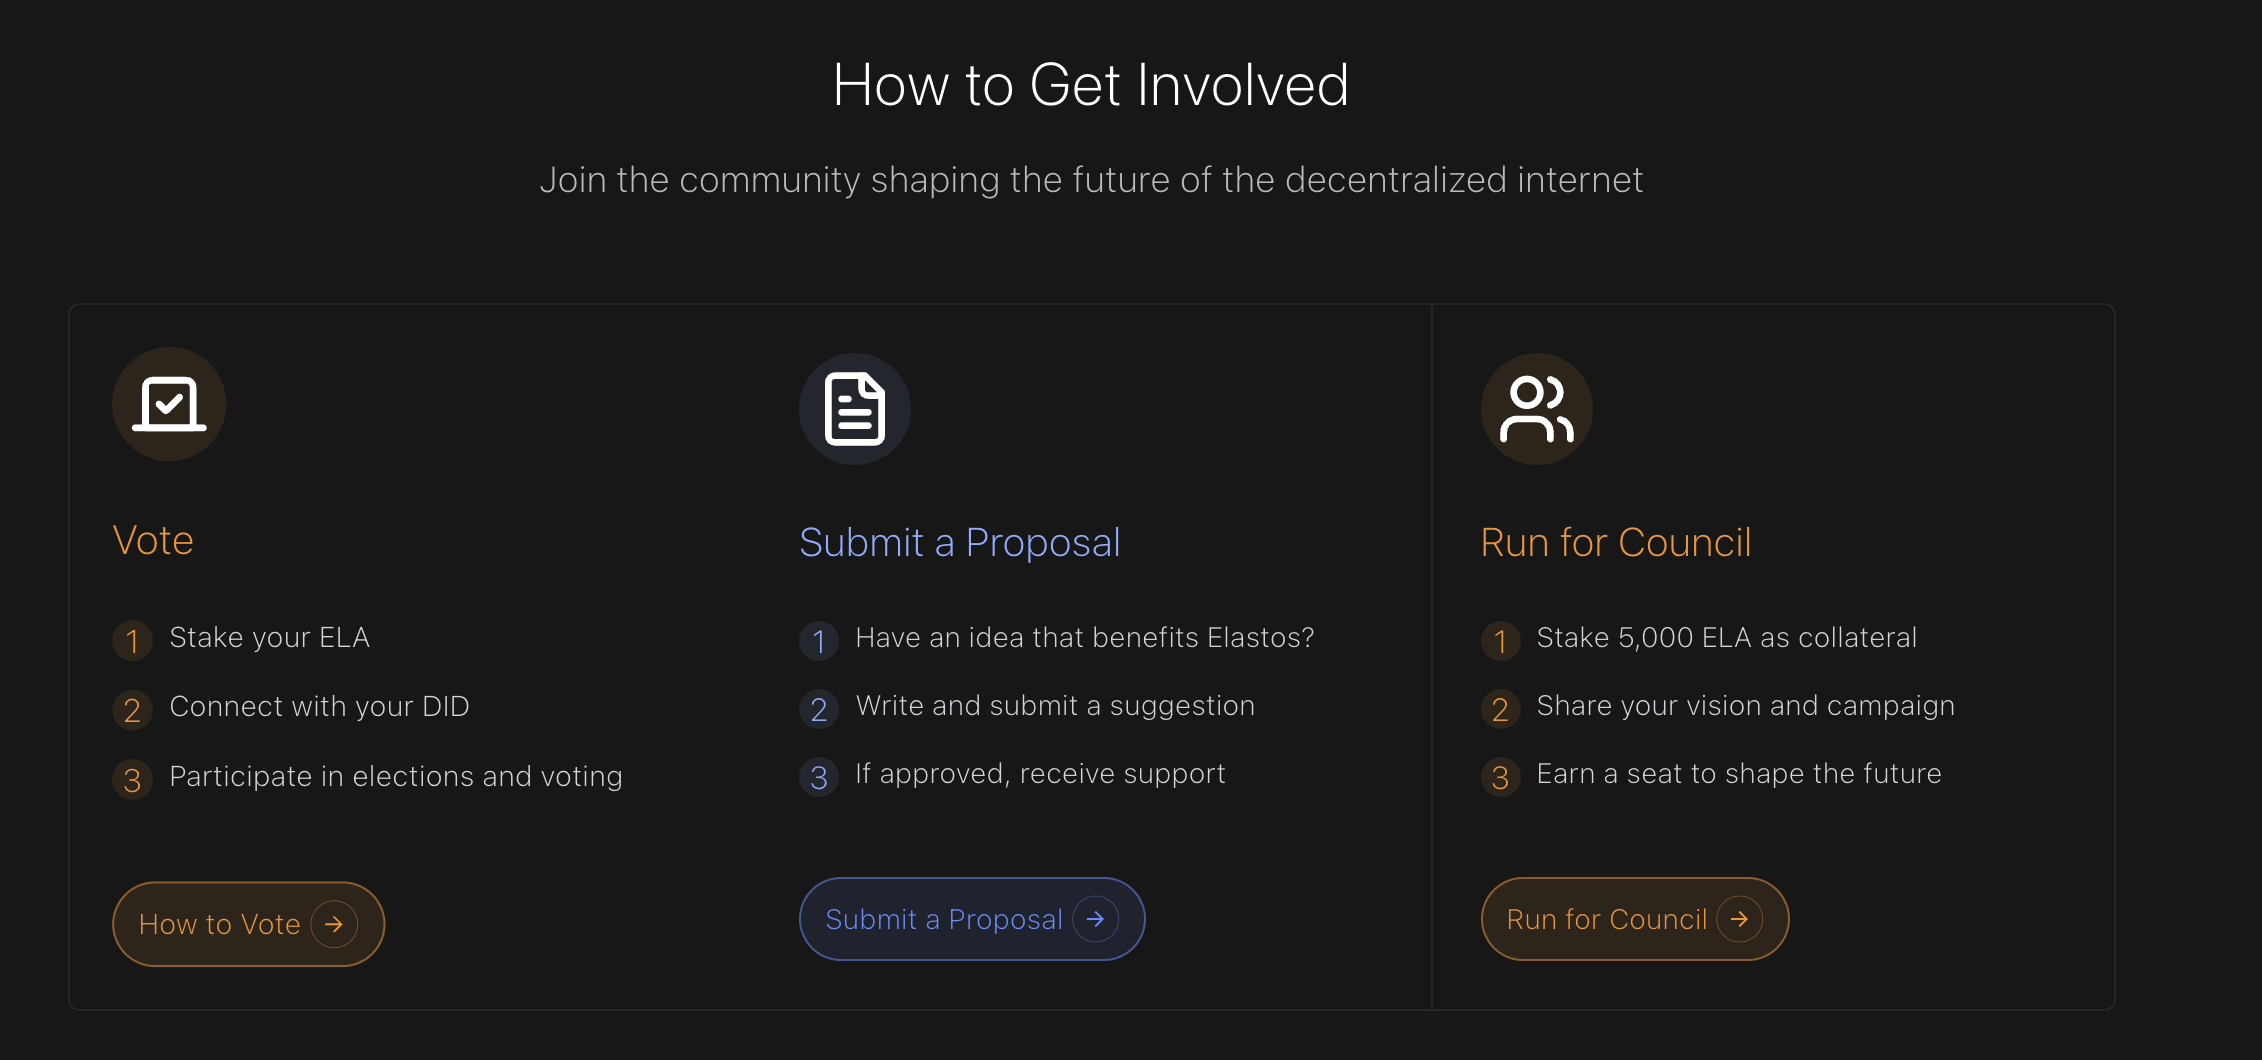 How to Get Involved
Join the community shaping the future of the decentralized internet
Vote
1 Stake your ELA
2 Connect with your DID
3 Participate in elections and voting
How to Vote
Submit a Proposal
1 Have an idea that benefits Elastos?
2 Write and submit a suggestion
3 If approved, receive support
Submit a Proposal
Run for Council
1 Stake 5,000 ELA as collateral
2 Share your vision and campaign
3 Earn a seat to shape the future
Run for Council